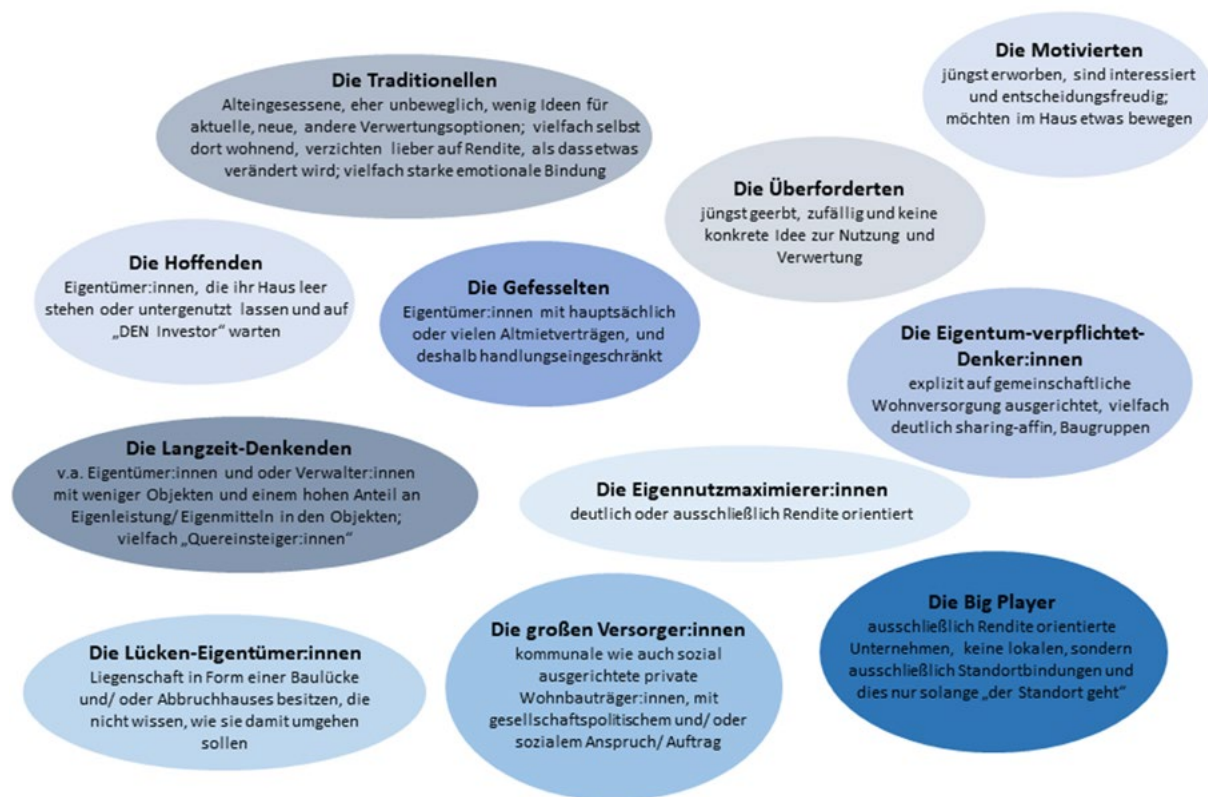 Die Motivierten
jüngst erworben, sind interessiert
und entscheidungsfreudig;
möchten im Haus etwas bewegen
Die Traditionellen
Alteingesessene, eher unbeweglich, wenig Ideen für
aktuelle, neue, andere Verwertungsoptionen; vielfach selbst
dort wohnend, verzichten lieber auf Rendite, als dass etwas
verändert wird; vielfach starke emotionale Bindung
Die Überforderten
jüngst geerbt, zufällig und keine
konkrete Idee zur Nutzung und
Verwertung
Die Hoffenden
Eigentümer:innen, die ihr Haus leer
stehen oder untergenutzt lassen und auf
„DEN Investor“ warten
Die Gefesselten
Eigentümer:innen mit hauptsächlich
oder vielen Altmietverträgen, und
deshalb handlungseingeschränkt
Die Eigentum-verpflichtet-
Denker:innen
explizit auf gemeinschaftliche
Wohnversorgung ausgerichtet, vielfach
deutlich sharing-affin, Baugruppen
Die Langzeit-Denkenden
v.a. Eigentümer:innen und oder Verwalter:innen
mit weniger Objekten und einem hohen Anteil an
Eigenleistung/ Eigenmitteln in den Objekten;
vielfach „Quereinsteiger:innen“
Die Eigennutzmaximierer:innen
deutlich oder ausschließlich Rendite orientiert
Die Big Player
ausschließlich Rendite orientierte
Unternehmen, keine lokalen, sondern
ausschließlich Standortbindungen und
dies nur solange „der Standort geht“
Die großen Versorger:innen
kommunale wie auch sozial
ausgerichtete private
Wohnbauträger:innen, mit
gesellschaftspolitischem und/ oder
sozialem Anspruch/ Auftrag
Die Lücken-Eigentümer:innen
Liegenschaft in Form einer Baulücke
und/ oder Abbruchhauses besitzen, die
nicht wissen, wie sie damit umgehen
sollen